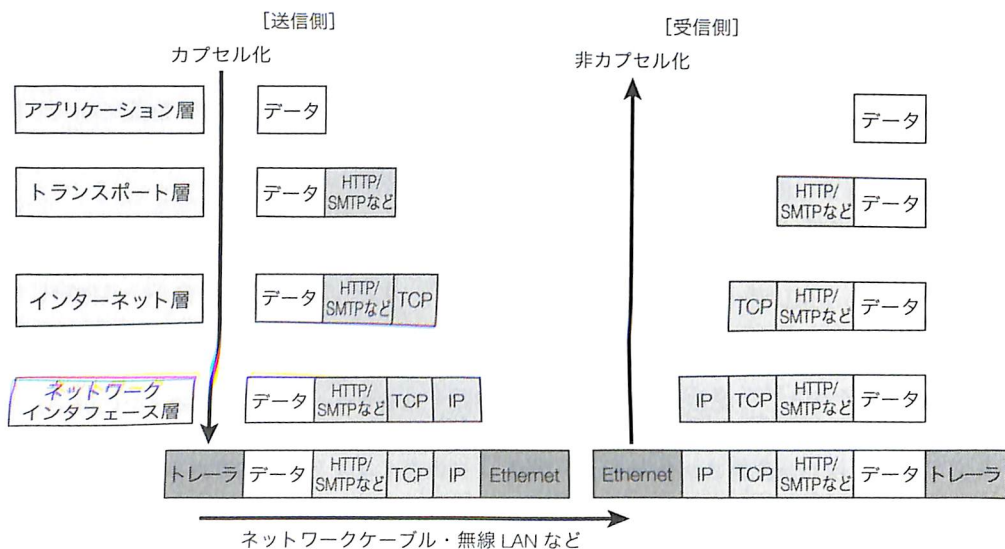 [送信側]
[受信側]
カプセル化
非カプセル化
アプリケーション層
データ
データ
トランスポート層
データ
HTTP/
SMTPなど
HTTP/
SMTPなど
データ
インターネット層
データ
HTTP/
SMTPなど
TCP
TCP
HTTP/
SMTPなど
データ
ネットワーク
インタフェース層
データ
HTTP/
SMTPなど
TCP
IP
IP
TCP
HTTP/
SMTPなど
データ
トレーラ
データ
HTTP/
SMTPなど
TCP
IP
Ethernet
Ethernet
IP
TCP
HTTP/
SMTPなど
データ
トレーラ
ネットワークケーブル・無線 LAN など